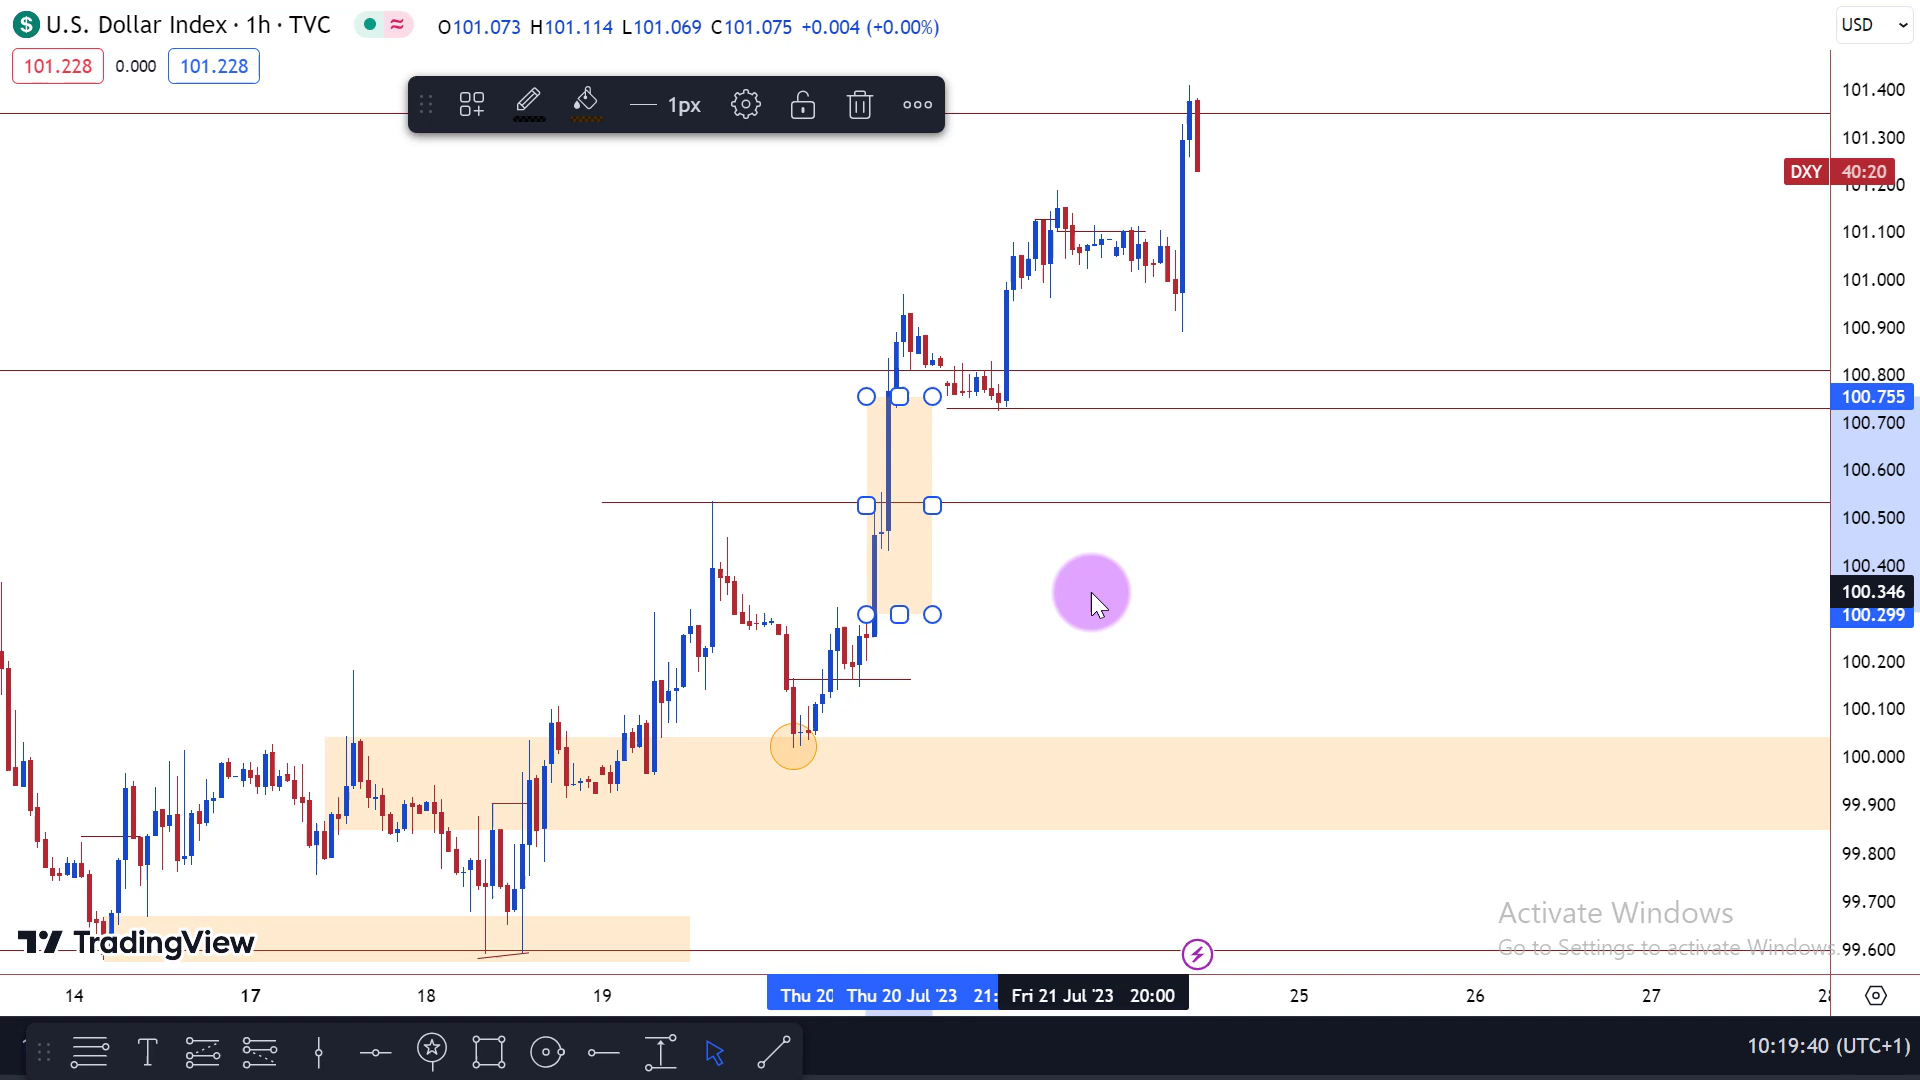 U.S. Dollar Index · 1h · TVC
O101.073 H101.114 L101.069 C101.075 +0.004 (+0.00%)
USD
101.228 0.000 101.228
1px
101.400
101.300
DXY 40:20
101.200
101.100
101.000
100.900
100.800
100.755
100.700
100.600
100.500
100.400
100.346
100.299
100.200
100.100
100.000
99.900
99.800
99.700
99.600
Activate Windows
Go to Settings to activate Windows.
TradingView
14 17 18 19 Thu 20 Thu 20 Jul '23 21: Fri 21 Jul '23 20:00 25 26 27
10:19:40 (UTC+1)